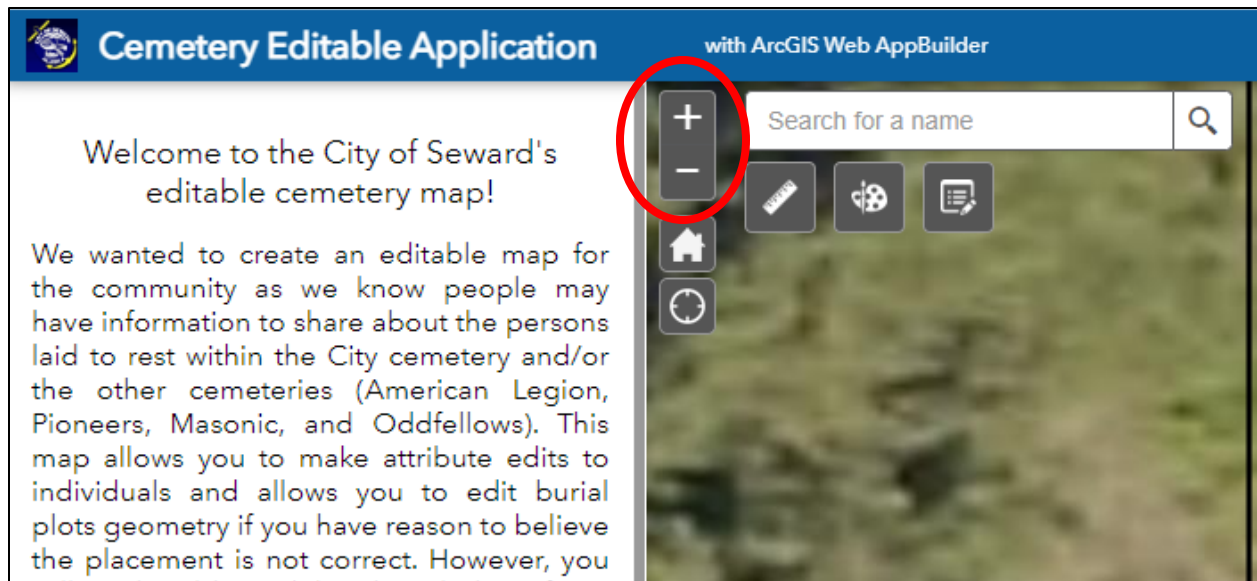 Cemetery Editable Application
with ArcGIS Web AppBuilder
Welcome to the City of Seward's
editable cemetery map!
We wanted to create an editable map for
the community as we know people may
have information to share about the persons
laid to rest within the City cemetery and/or
the other cemeteries (American Legion,
Pioneers, Masonic, and Oddfellows). This
map allows you to make attribute edits to
individuals and allows you to edit burial
plots geometry if you have reason to believe
the placement is not correct. However, you
+
−
Search for a name